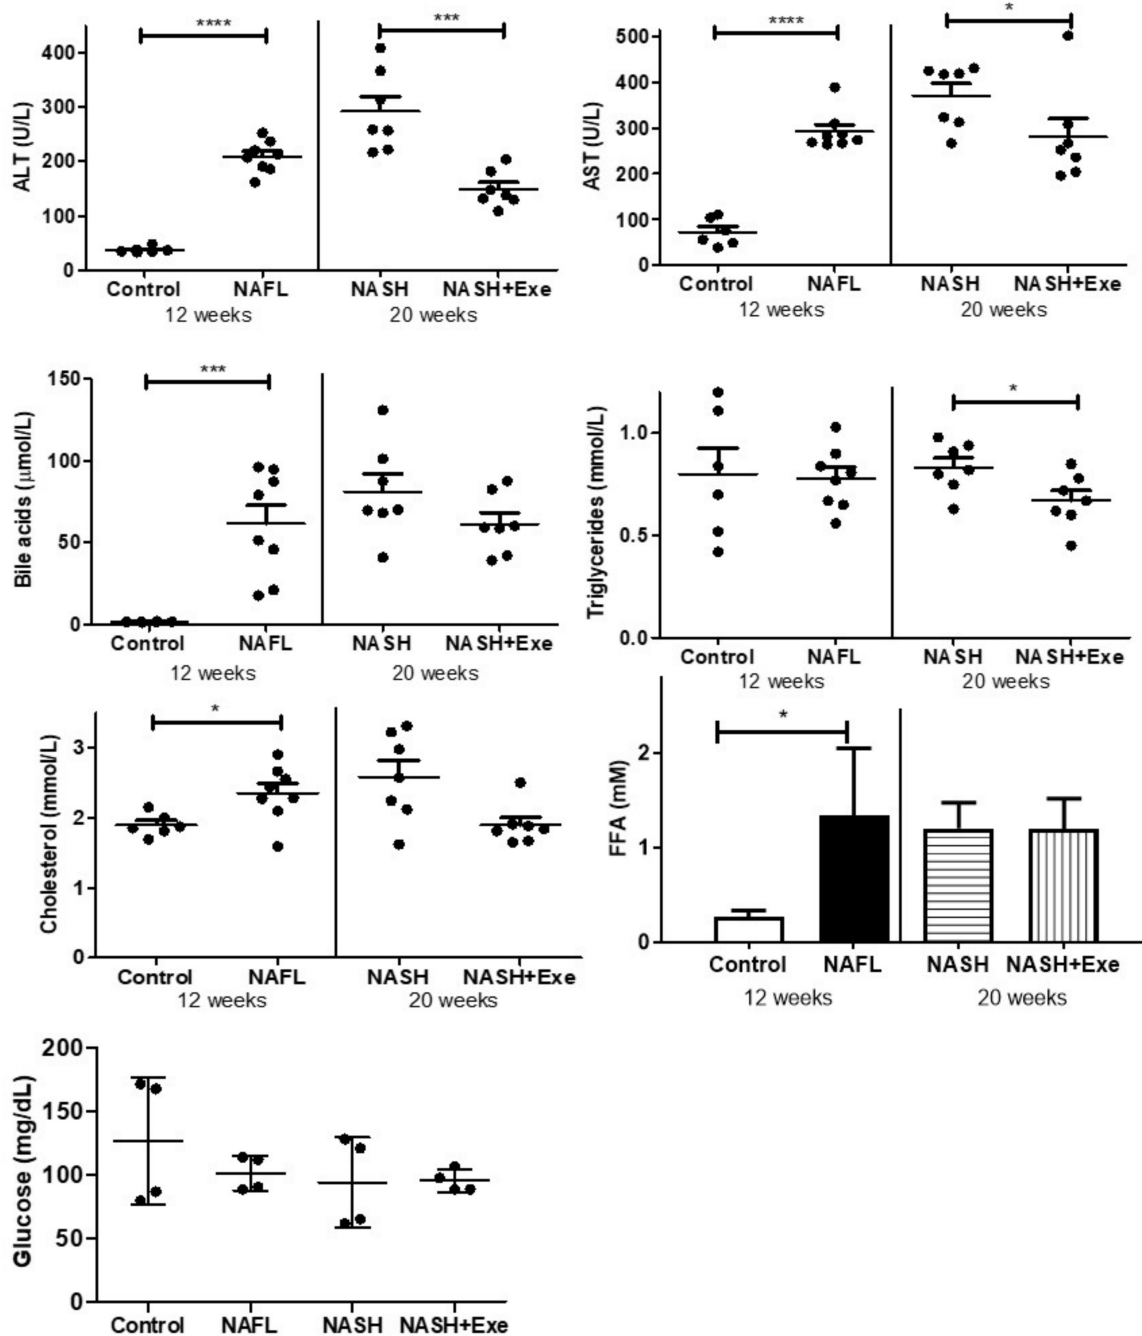 **** *** 
ALT (U/L)
400
300
200
100
0
Control NAFL NASH NASH+Exe
12 weeks 20 weeks
**** *
AST (U/L)
500
400
300
200
100
0
Control NAFL NASH NASH+Exe
12 weeks 20 weeks
***
Bile acids (μmol/L)
150
100
50
0
Control NAFL NASH NASH+Exe
12 weeks 20 weeks
*
Triglycerides (mmol/L)
1.0
0.5
0.0
Control NAFL NASH NASH+Exe
12 weeks 20 weeks
*
Cholesterol (mmol/L)
3
2
1
0
Control NAFL NASH NASH+Exe
12 weeks 20 weeks
*
FFA (mM)
2
1
0
Control NAFL NASH NASH+Exe
12 weeks 20 weeks
Glucose (mg/dL)
200
150
100
50
0
Control NAFL NASH NASH+Exe